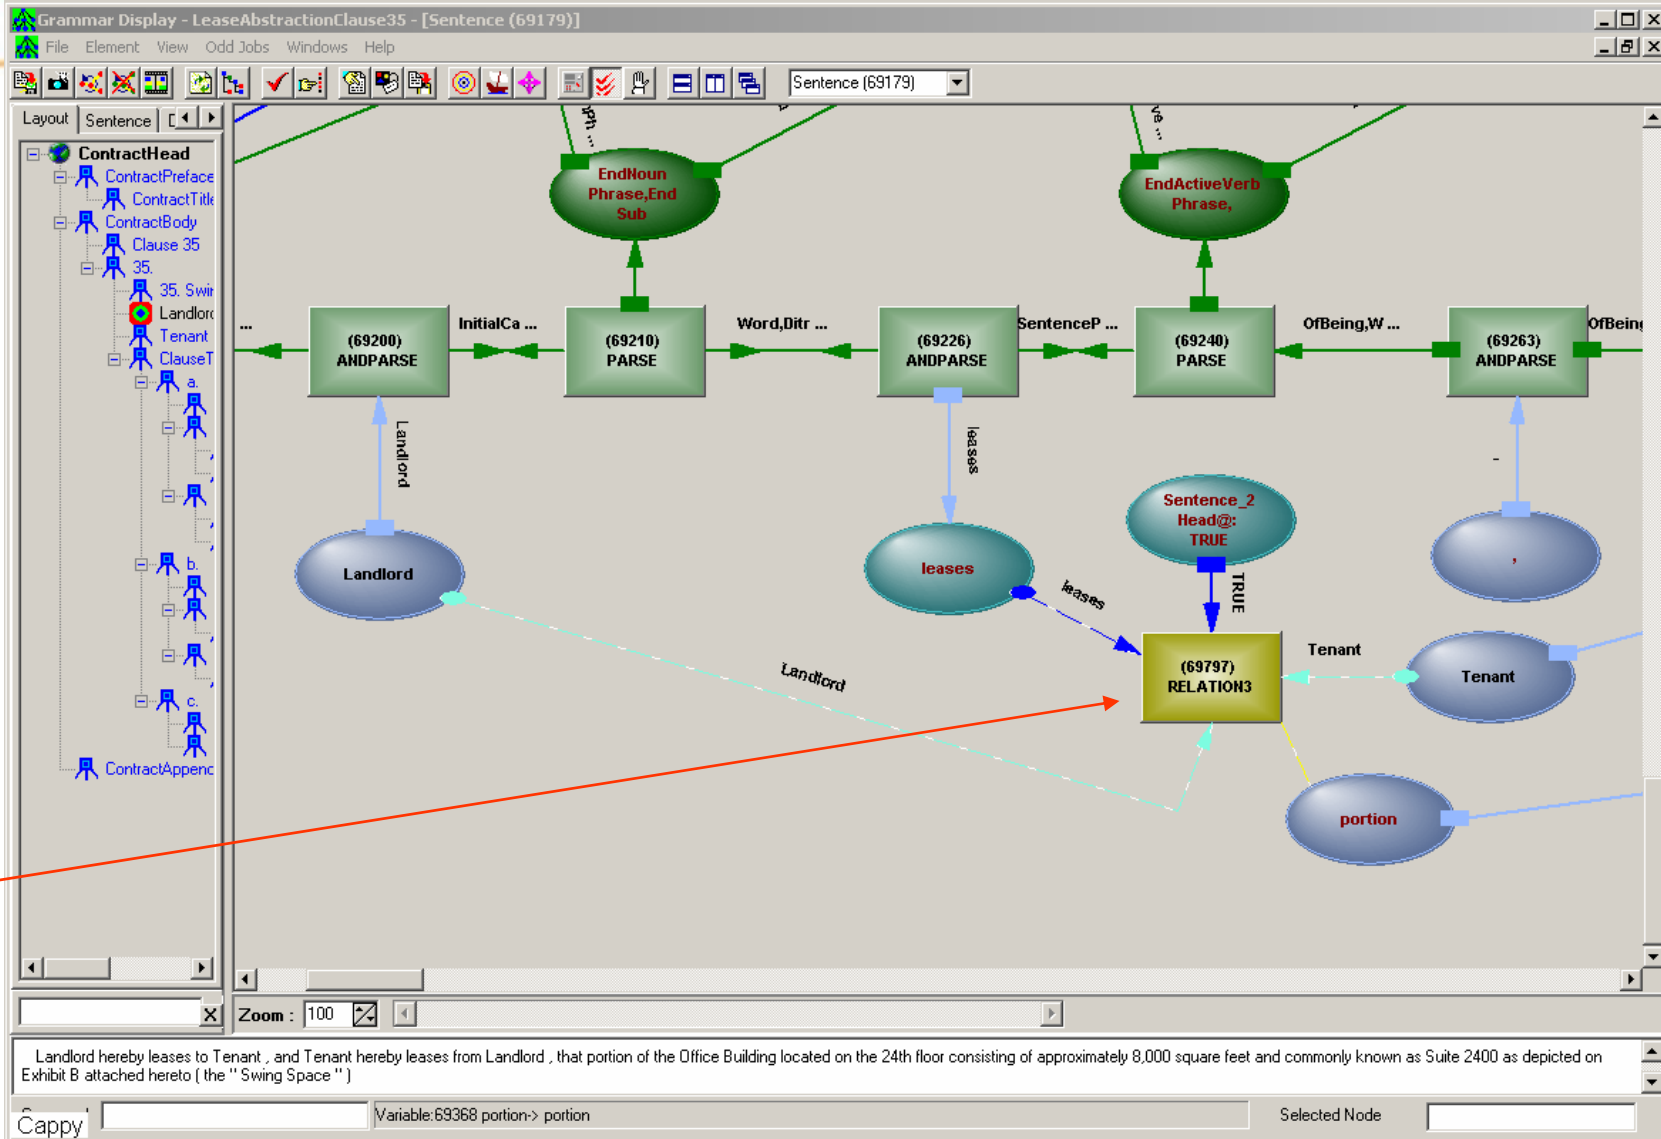 Grammar Display - LeaseAbstractionClause35 - [Sentence (69179)]
File Element View Odd Jobs Windows Help
Sentence (69179)
Layout Sentence
ContractHead
ContractPreface
ContractTitle
ContractBody
Clause 35
35.
35. Swin
Landlord
Tenant
ClauseT
a.
b.
c.
ContractAppend
Ph ...
ve ...
EndNoun
Phrase,End
Sub
EndActiveVerb
Phrase,
...
(69200)
ANDPARSE
InitialCa ...
(69210)
PARSE
Word,Ditr ...
(69226)
ANDPARSE
SentenceP ...
(69240)
PARSE
OfBeing,W ...
(69263)
ANDPARSE
OfBeing
Landlord
leases
Landlord
leases
Sentence_2
Head@:
TRUE
,
leases
TRUE
Landlord
(69797)
RELATION3
Tenant
Tenant
portion
Zoom : 100
Landlord hereby leases to Tenant , and Tenant hereby leases from Landlord , that portion of the Office Building located on the 24th floor consisting of approximately 8,000 square feet and commonly known as Suite 2400 as depicted on
Exhibit B attached hereto ( the " Swing Space " )
Cappy
Variable:69368 portion-> portion
Selected Node